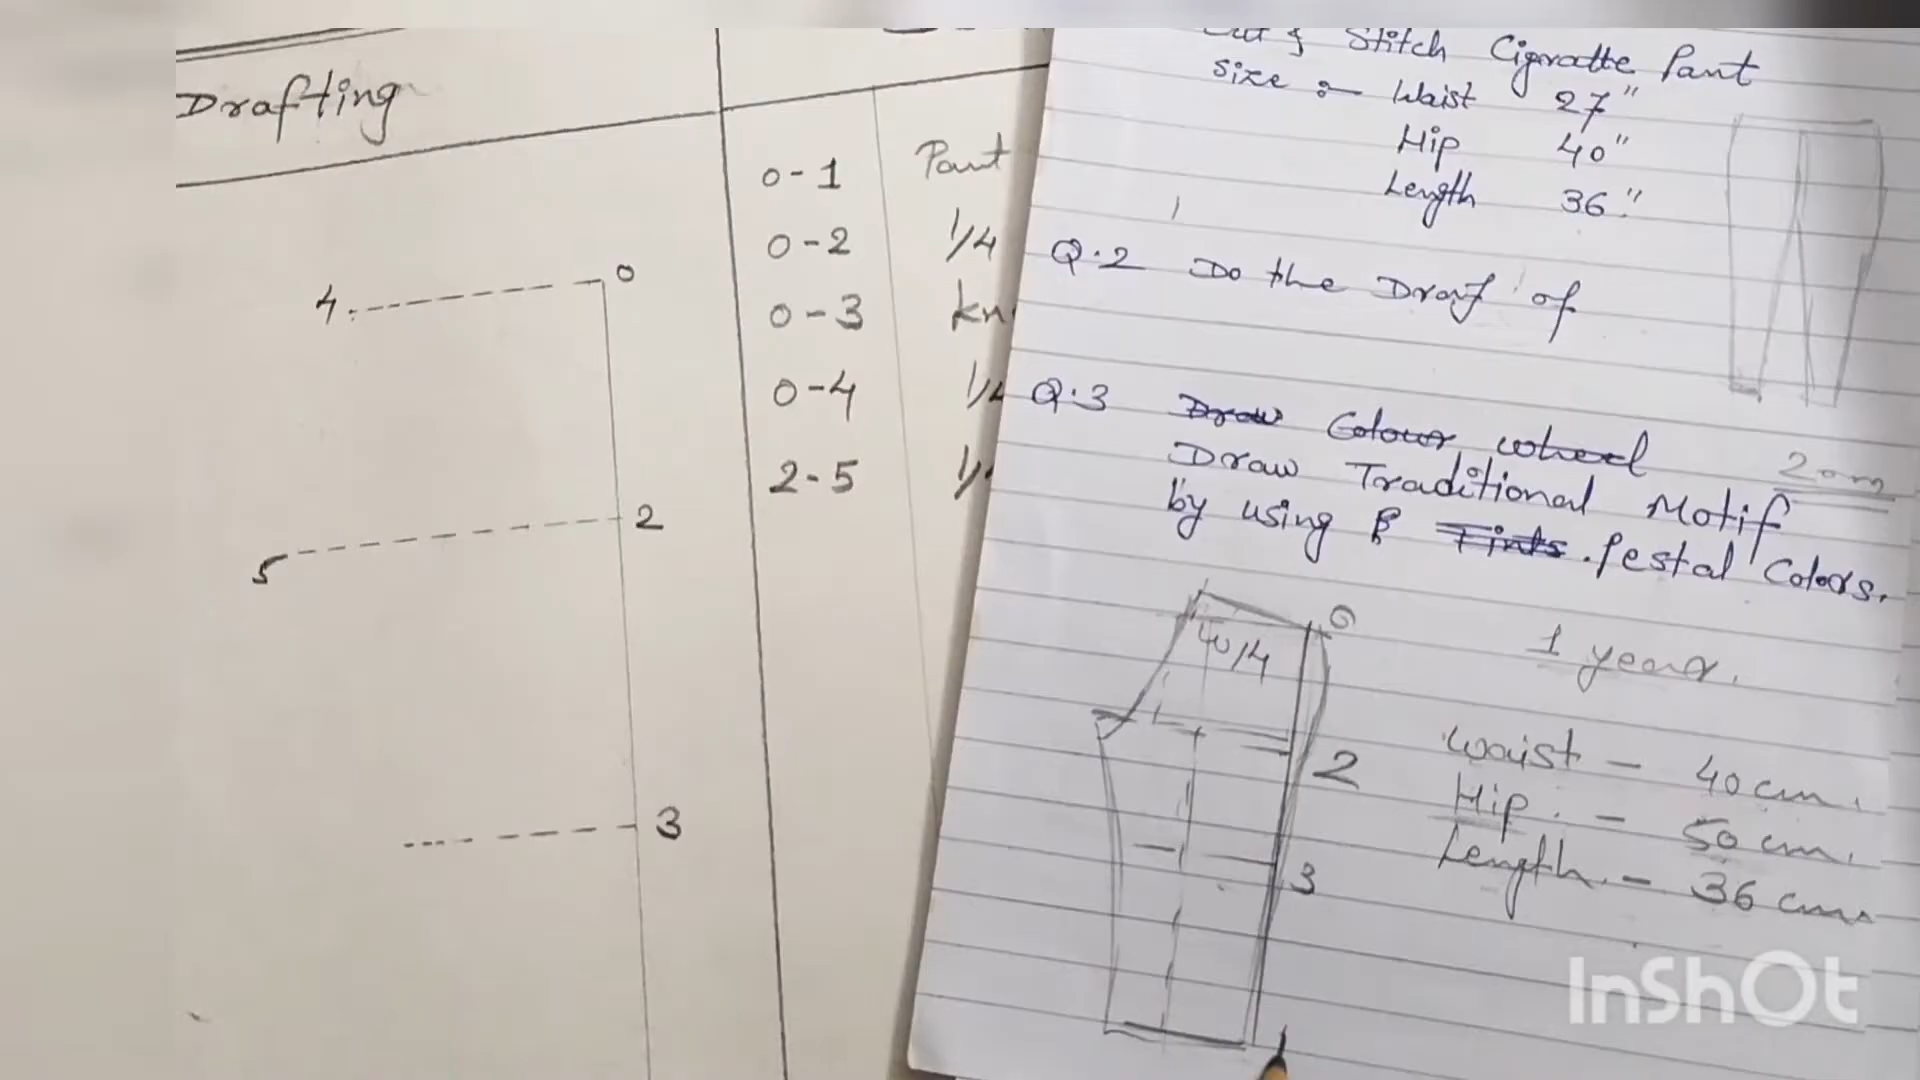 Drafting
0-1 Pant
0-2 1/4
0-3
0-4
2-5
0
4
2
5
3
Stitch Cigratte Pant
size :- Waist 27"
Hip 40"
Length 36"
Q.2 Do the Draf of
Q.3 Draw Colour wheel
20m
Draw Traditional Motif
by using P Tints . Pestal Colors.
0
40/4
1 year.
2
Waist - 40 cm.
Hip. - 50 cm.
3
Length. - 36 cm.
InShOt